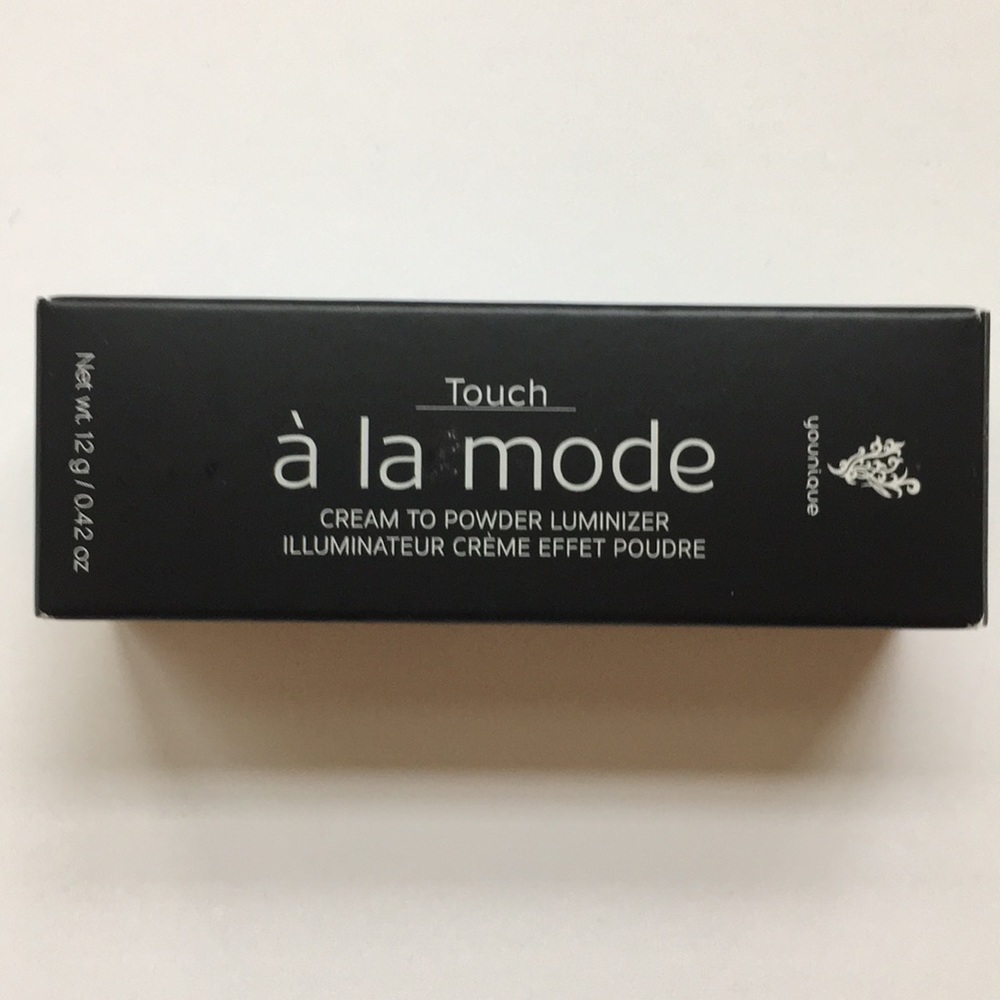 Touch
à la mode
CREAM TO POWDER LUMINIZER
ILLUMINATEUR CRÈME EFFET POUDRE
Net wt. 12 g / 0.42 oz
younique